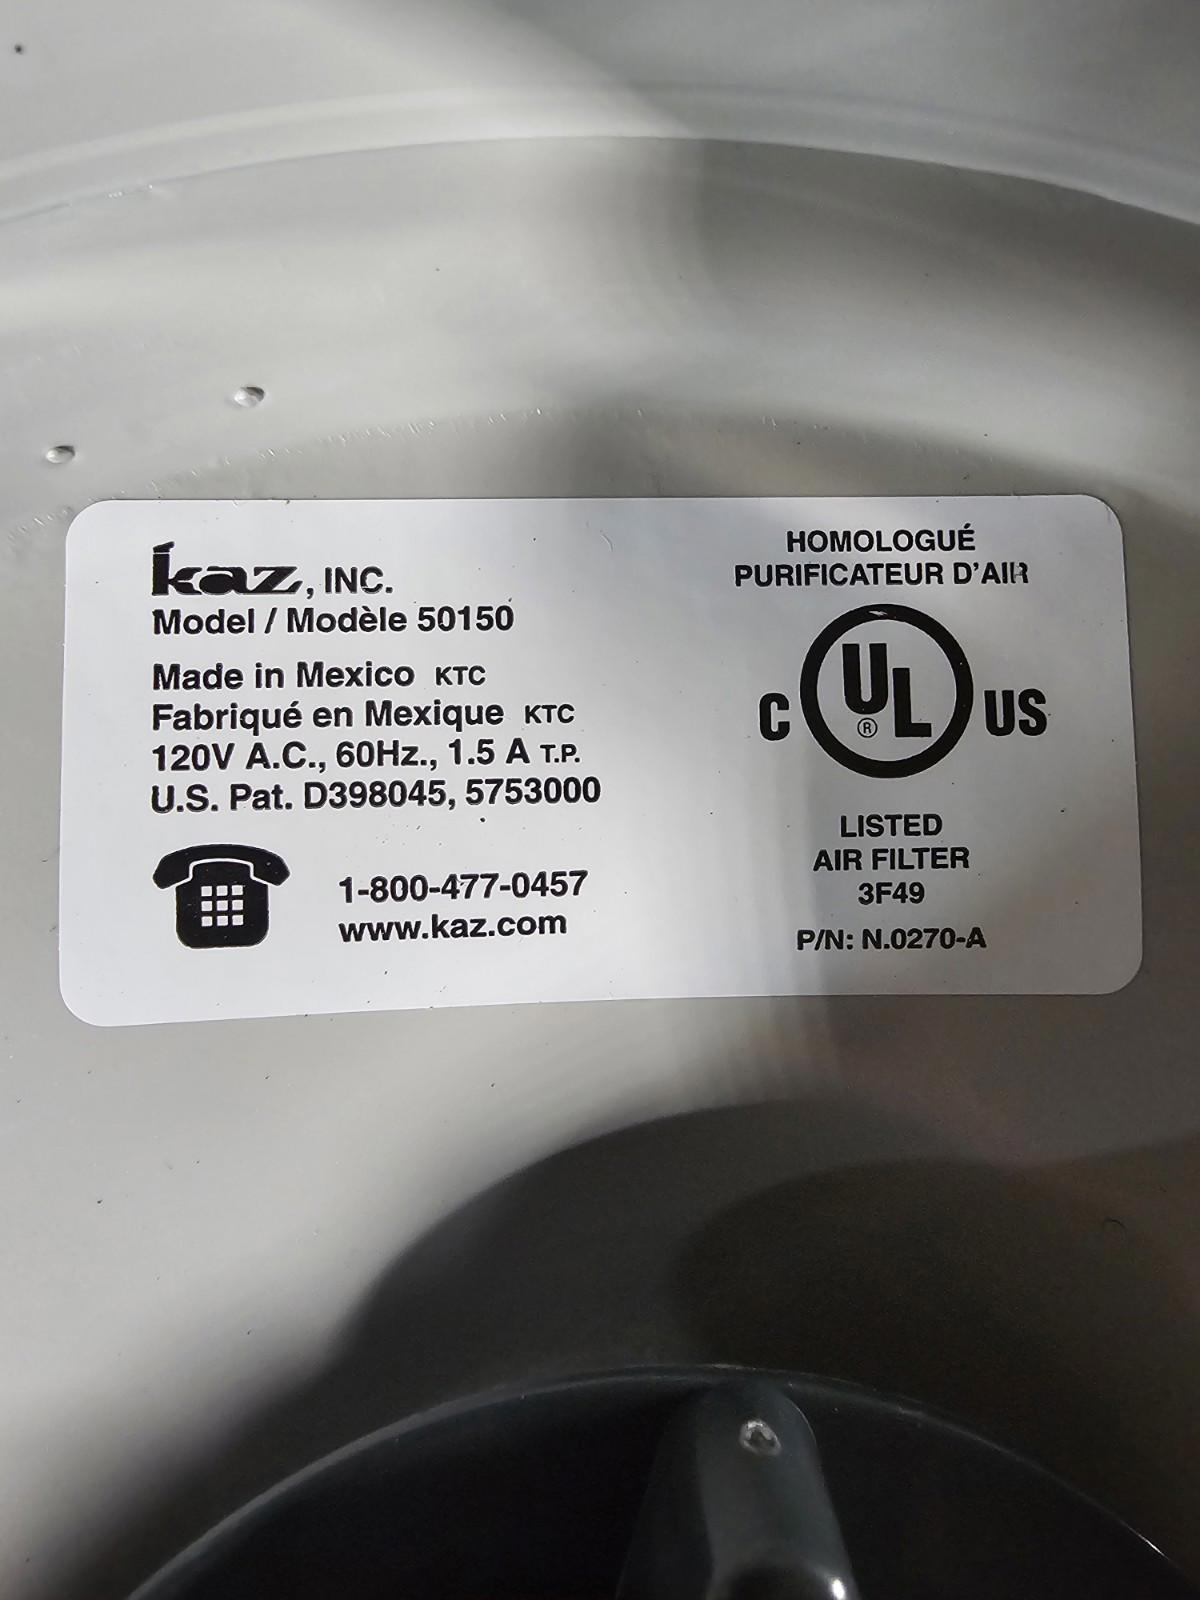 kaz, INC.
Model / Modèle 50150
Made in Mexico KTC
Fabriqué en Mexique KTC
120V A.C., 60Hz., 1.5 A T.P.
U.S. Pat. D398045, 5753000
1-800-477-0457
www.kaz.com
HOMOLOGUÉ
PURIFICATEUR D'AIR
C UL® US
LISTED
AIR FILTER
3F49
P/N: N.0270-A